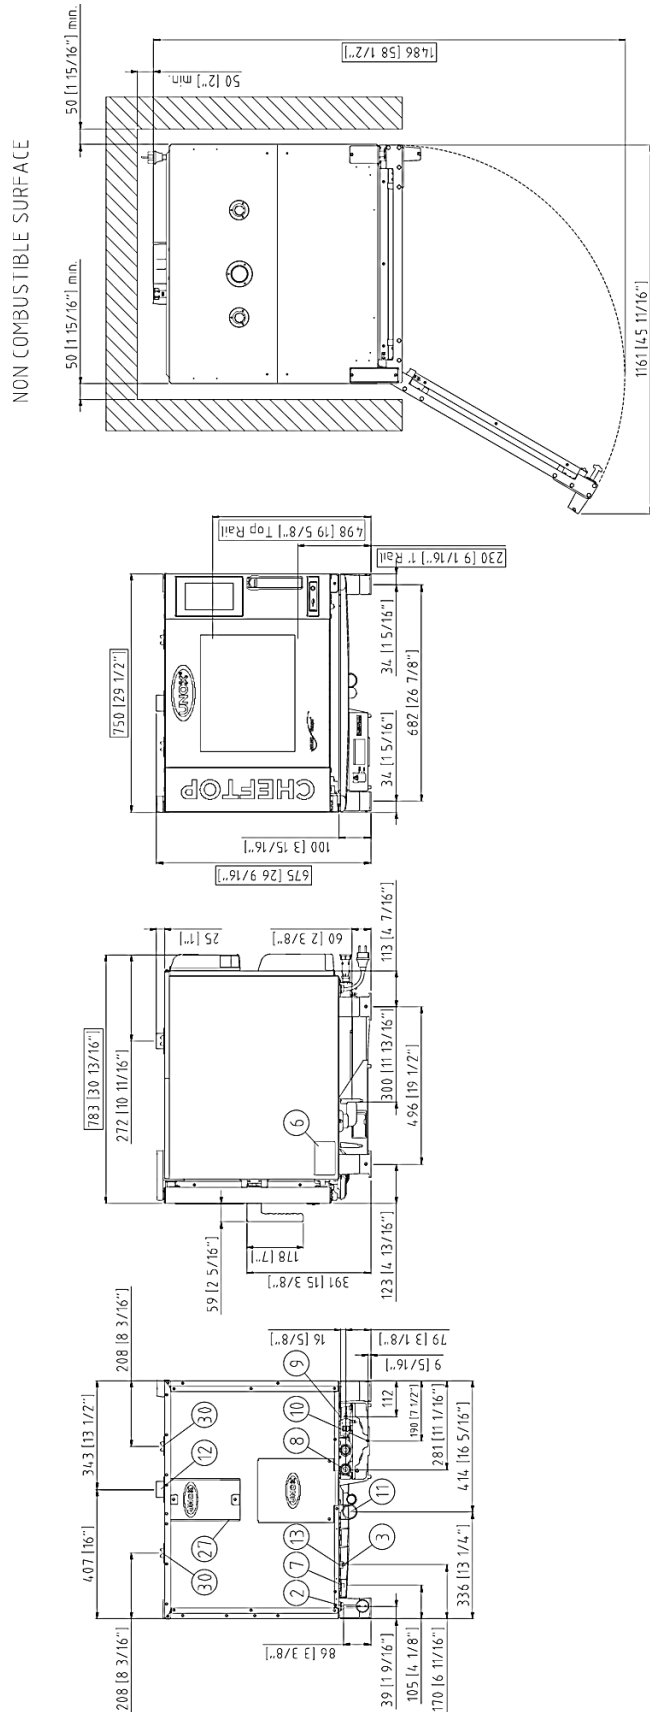 NON COMBUSTIBLE SURFACE
50 [1 15/16"] min.
50 [1 15/16"] min.
50 [2"] min.
1486 [58 1/2"]
1161 [45 11/16"]
750 [29 1/2"]
498 [19 5/8"] Top Rail
230 [9 1/16"] 1° Rail
UNOX
CHEFTOP
34 [1 5/16"]
34 [1 5/16"]
682 [26 7/8"]
100 [3 15/16"]
675 [26 9/16"]
783 [30 13/16"]
272 [10 11/16"]
25 [1"]
60 [2 3/8"]
113 [4 7/16"]
300 [11 13/16"]
496 [19 1/2"]
123 [4 13/16"]
6
59 [2 5/16"]
178 [7"]
391 [15 3/8"]
208 [8 3/16"]
343 [13 1/2"]
407 [16"]
208 [8 3/16"]
30
12
30
27
UNOX
UNOX
9
10
8
11
13
3
7
2
16 [5/8"]
79 [3 1/8"]
9 [5/16"]
112
190 [7 1/2"]
281 [11 1/16"]
414 [16 5/16"]
336 [13 1/4"]
86 [3 3/8"]
39 [1 9/16"]
105 [4 1/8"]
170 [6 11/16"]